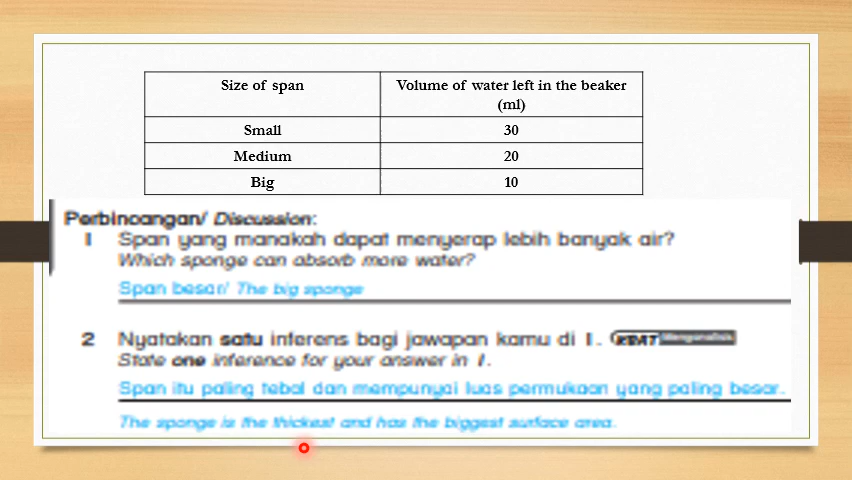 Size of span Volume of water left in the beaker
(ml)
Small 30
Medium 20
Big 10
Perbincangan/ Discussion:
1 Span yang manakah dapat menyerap lebih banyak air?
Which sponge can absorb more water?
Span besar/ The big sponge
2 Nyatakan satu inferens bagi jawapan kamu di 1. KBAT Menganalisis
State one inference for your answer in 1.
Span itu paling tebal dan mempunyai luas permukaan yang paling besar.
The sponge is the thickest and has the biggest surface area.